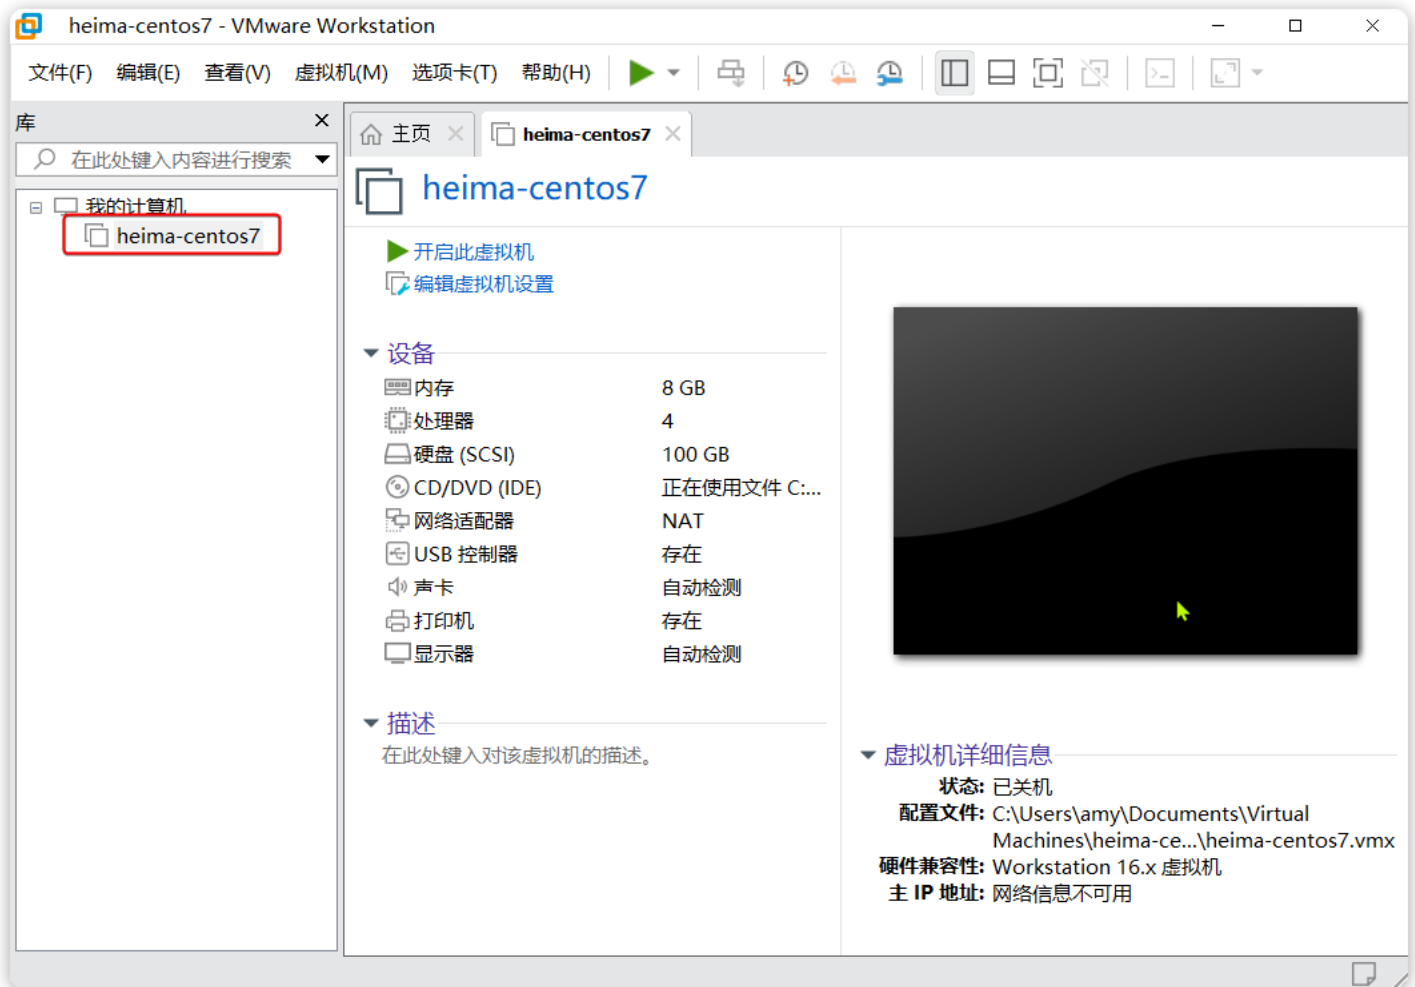 heima-centos7 - VMware Workstation
文件(F) 编辑(E) 查看(V) 虚拟机(M) 选项卡(T) 帮助(H)
库
在此处键入内容进行搜索
我的计算机
heima-centos7
主页
heima-centos7
heima-centos7
开启此虚拟机
编辑虚拟机设置
设备
内存 8 GB
处理器 4
硬盘 (SCSI) 100 GB
CD/DVD (IDE) 正在使用文件 C:...
网络适配器 NAT
USB 控制器 存在
声卡 自动检测
打印机 存在
显示器 自动检测
描述
在此处键入对该虚拟机的描述。
虚拟机详细信息
状态: 已关机
配置文件: C:\Users\amy\Documents\Virtual
Machines\heima-ce...\heima-centos7.vmx
硬件兼容性: Workstation 16.x 虚拟机
主 IP 地址: 网络信息不可用